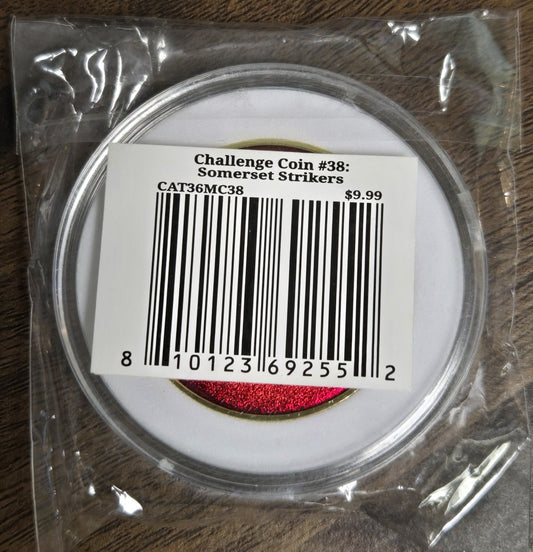 Challenge Coin #38:
Somerset Strikers
CAT36MC38 $9.99
8 10123 69255 2